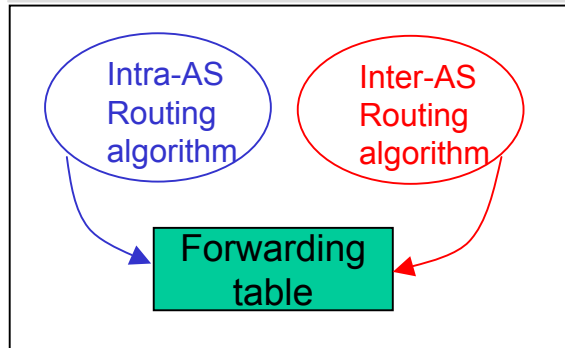 Intra-AS
Routing
algorithm
Inter-AS
Routing
algorithm
Forwarding
table